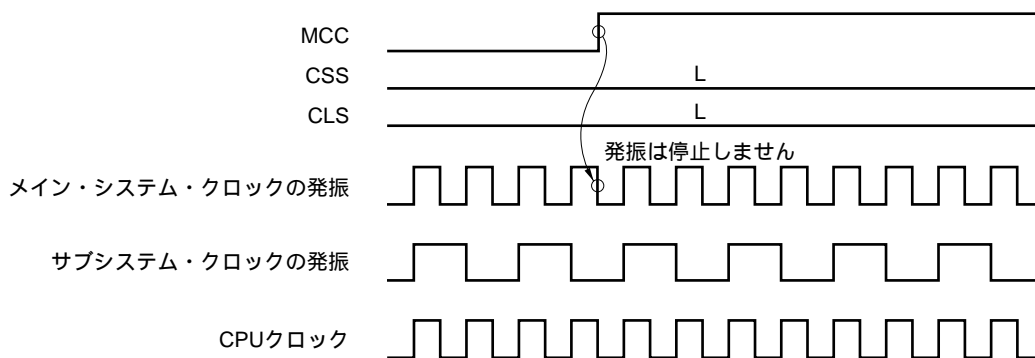 MCC
CSS
L
CLS
L
発振は停止しません
メイン・システム・クロックの発振
サブシステム・クロックの発振
CPUクロック